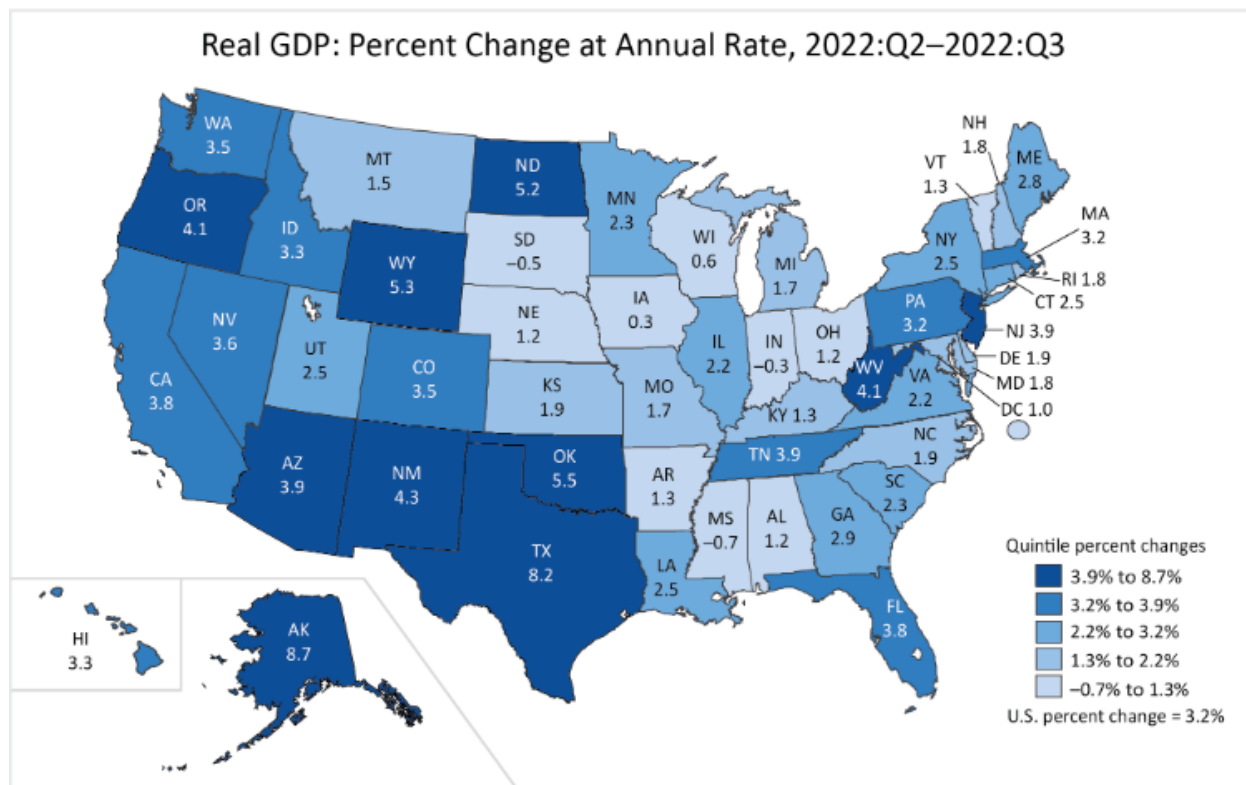 Real GDP: Percent Change at Annual Rate, 2022:Q2–2022:Q3
WA
3.5
MT
1.5
ND
5.2
MN
2.3
NH
1.8
VT
1.3
ME
2.8
OR
4.1
ID
3.3
WY
5.3
SD
–0.5
WI
0.6
MI
1.7
NY
2.5
MA
3.2
RI 1.8
CT 2.5
NV
3.6
UT
2.5
CO
3.5
NE
1.2
IA
0.3
IL
2.2
IN
–0.3
OH
1.2
PA
3.2
NJ 3.9
DE 1.9
MD 1.8
DC 1.0
CA
3.8
KS
1.9
MO
1.7
KY 1.3
WV
4.1
VA
2.2
AZ
3.9
NM
4.3
OK
5.5
AR
1.3
TN 3.9
NC
1.9
SC
2.3
TX
8.2
LA
2.5
MS
–0.7
AL
1.2
GA
2.9
FL
3.8
HI
3.3
AK
8.7
Quintile percent changes
3.9% to 8.7%
3.2% to 3.9%
2.2% to 3.2%
1.3% to 2.2%
–0.7% to 1.3%
U.S. percent change = 3.2%